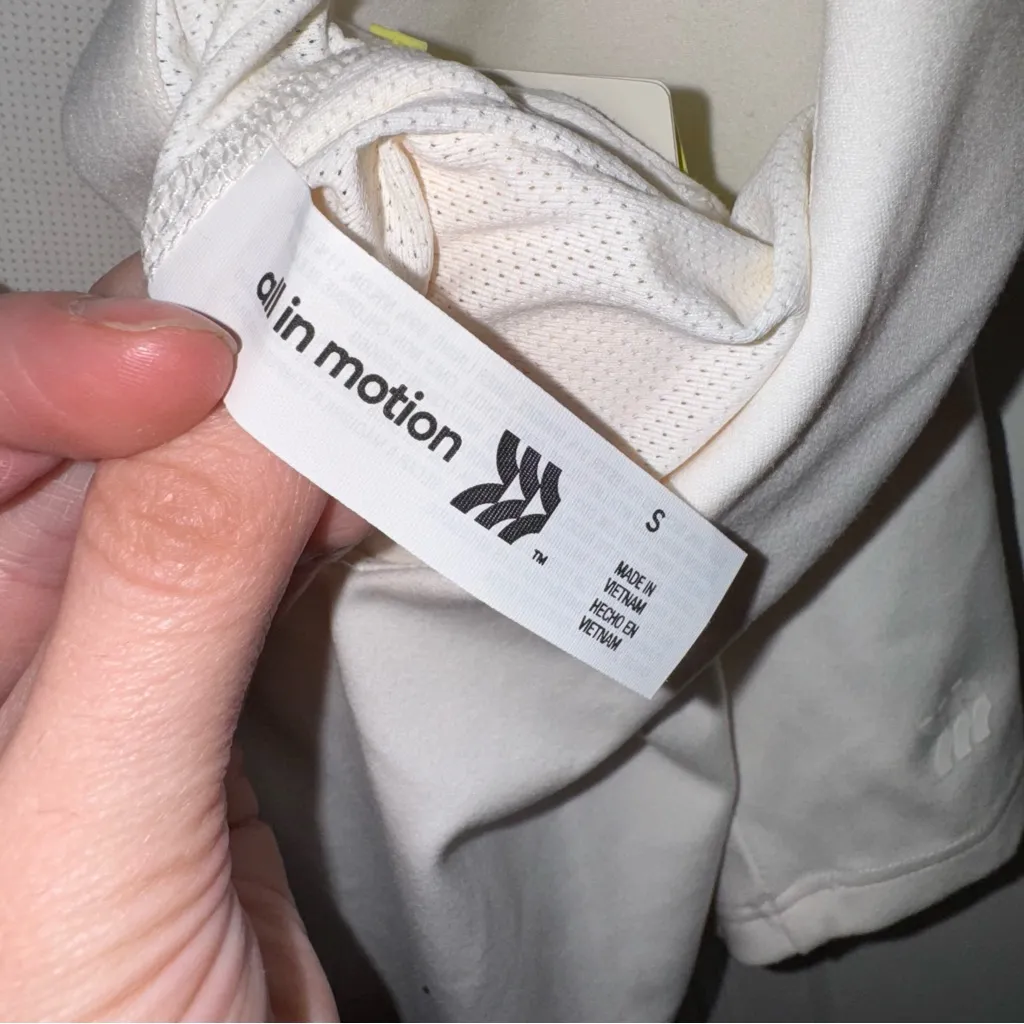 all in motion
TM
S
MADE IN
VIETNAM
HECHO EN
VIETNAM